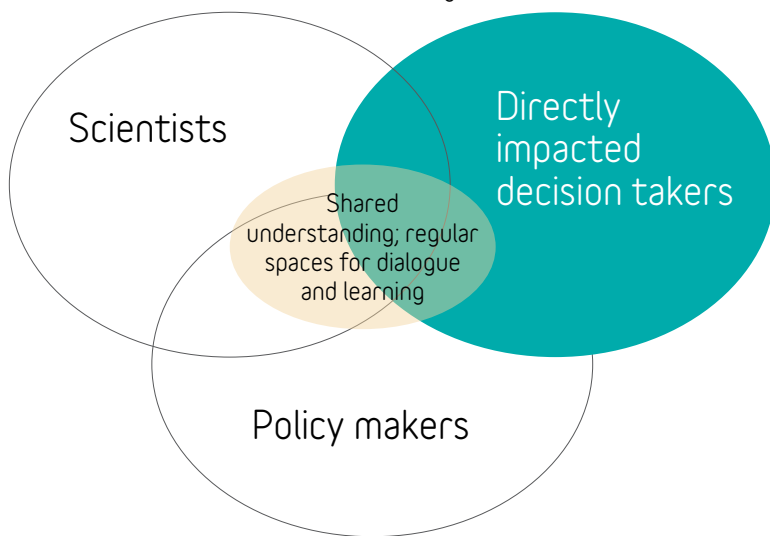 Scientists
Directly
impacted
decision takers
Shared
understanding; regular
spaces for dialogue
and learning
Policy makers